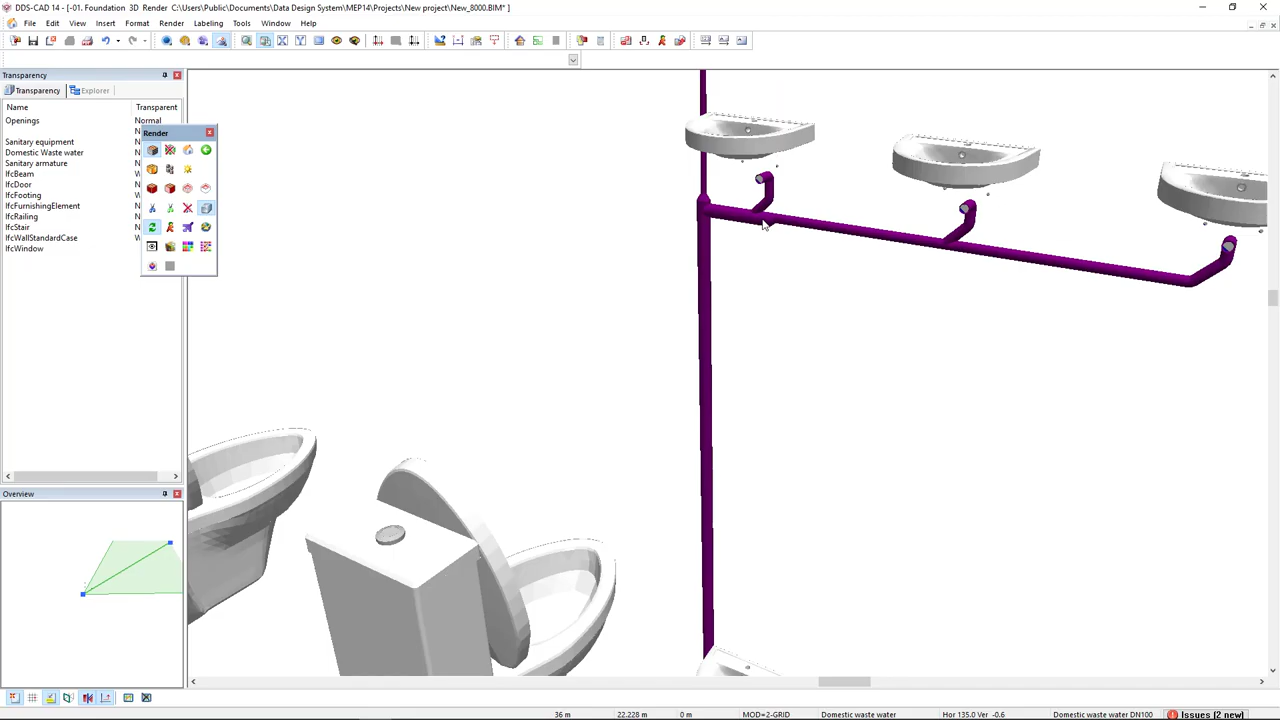 DDS-CAD 14 - [-01. Foundation 3D Render C:\Users\Public\Documents\Data Design System\MEP14\Projects\New project\New_8000.BIM* ]
File Edit View Insert Format Render Labeling Tools Window Help
Transparency
Transparency Explorer
Name Transparent
Openings Normal
Render
Sanitary equipment N
Domestic Waste water N
Sanitary armature N
IfcBeam W
IfcDoor N
IfcFooting W
IfcFurnishingElement N
IfcRailing N
IfcStair N
IfcWallStandardCase W
IfcWindow N
Overview
36 m 22.228 m 0 m MOD=2-GRID Domestic waste water Hor 135.0 Ver -0.6 Domestic waste water DN100 Issues (2 new)